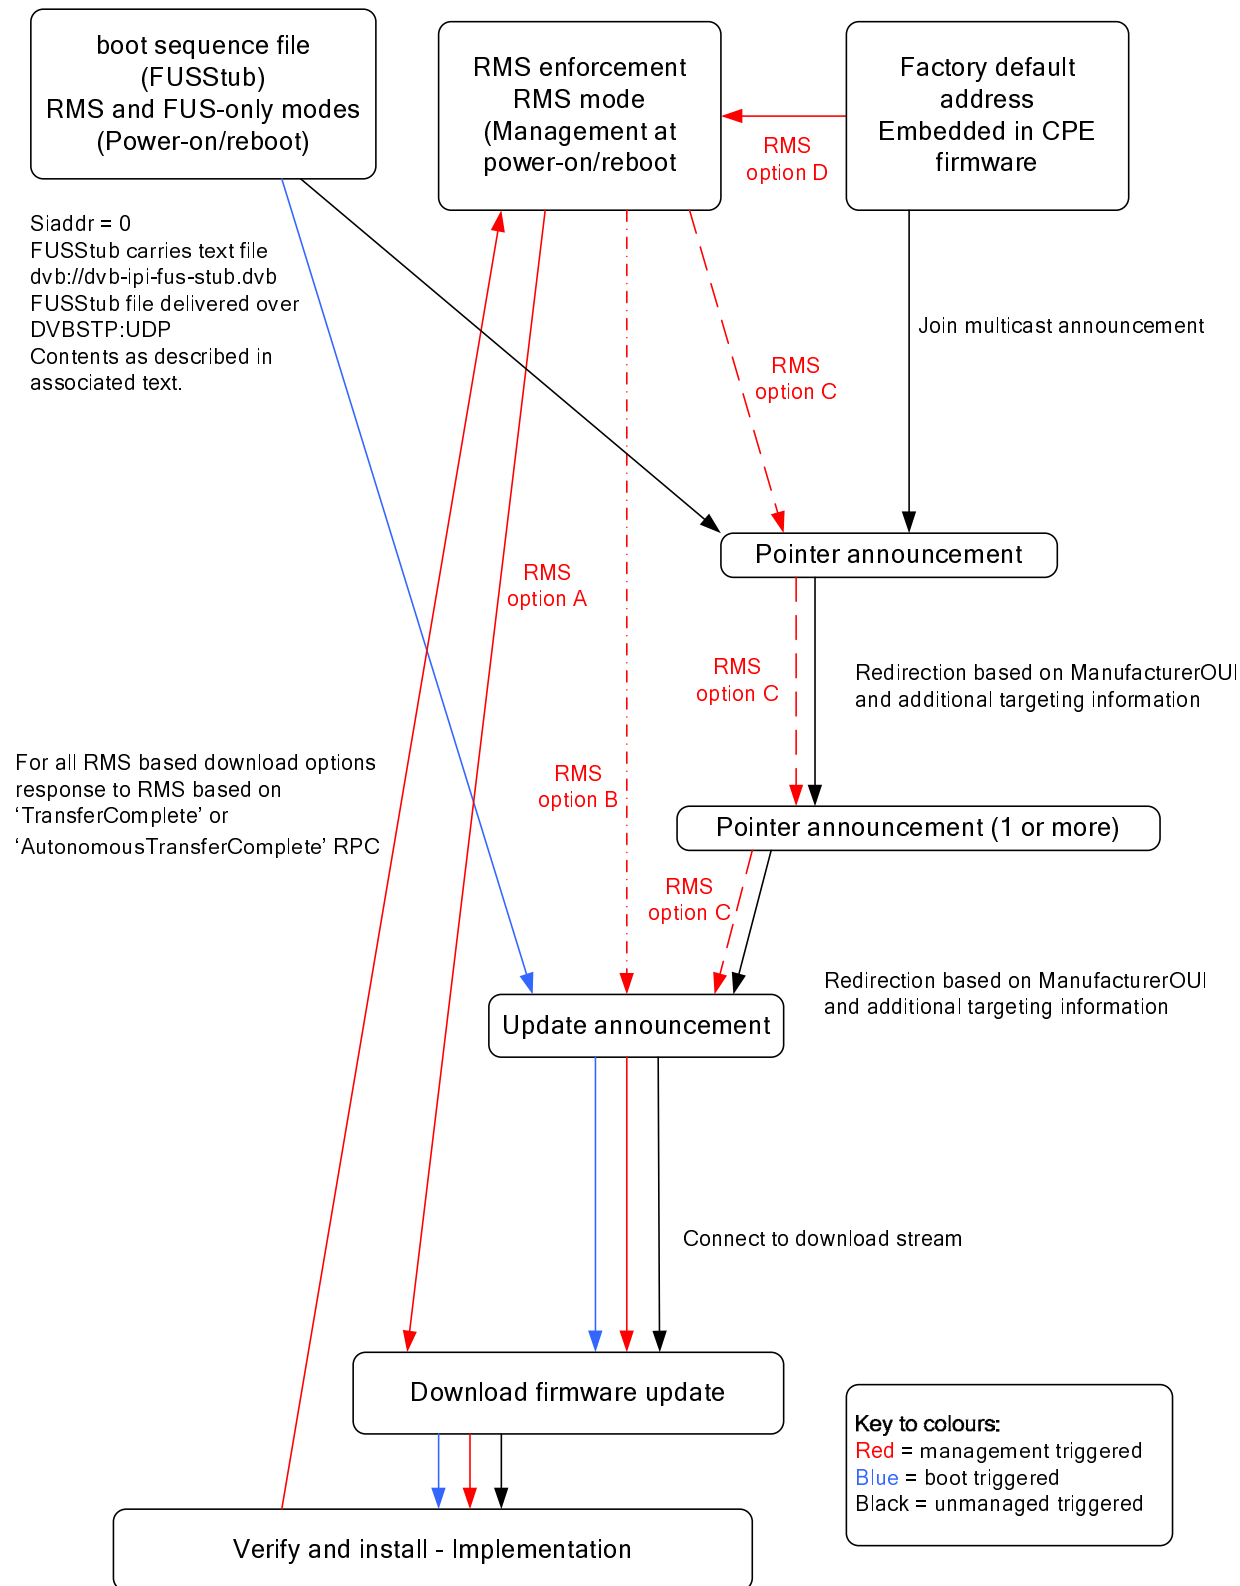 boot sequence file
(FUSStub)
RMS and FUS-only modes
(Power-on/reboot)
RMS enforcement
RMS mode
(Management at
power-on/reboot
Factory default
address
Embedded in CPE
firmware
RMS
option D
Siaddr = 0
FUSStub carries text file
dvb://dvb-ipi-fus-stub.dvb
FUSStub file delivered over
DVBSTP:UDP
Contents as described in
associated text.
Join multicast announcement
RMS
option C
Pointer announcement
RMS
option A
RMS
option C
Redirection based on ManufacturerOUI
and additional targeting information
For all RMS based download options
response to RMS based on
‘TransferComplete’ or
‘AutonomousTransferComplete’ RPC
RMS
option B
Pointer announcement (1 or more)
RMS
option C
Redirection based on ManufacturerOUI
and additional targeting information
Update announcement
Connect to download stream
Download firmware update
Key to colours:
Red = management triggered
Blue = boot triggered
Black = unmanaged triggered
Verify and install - Implementation